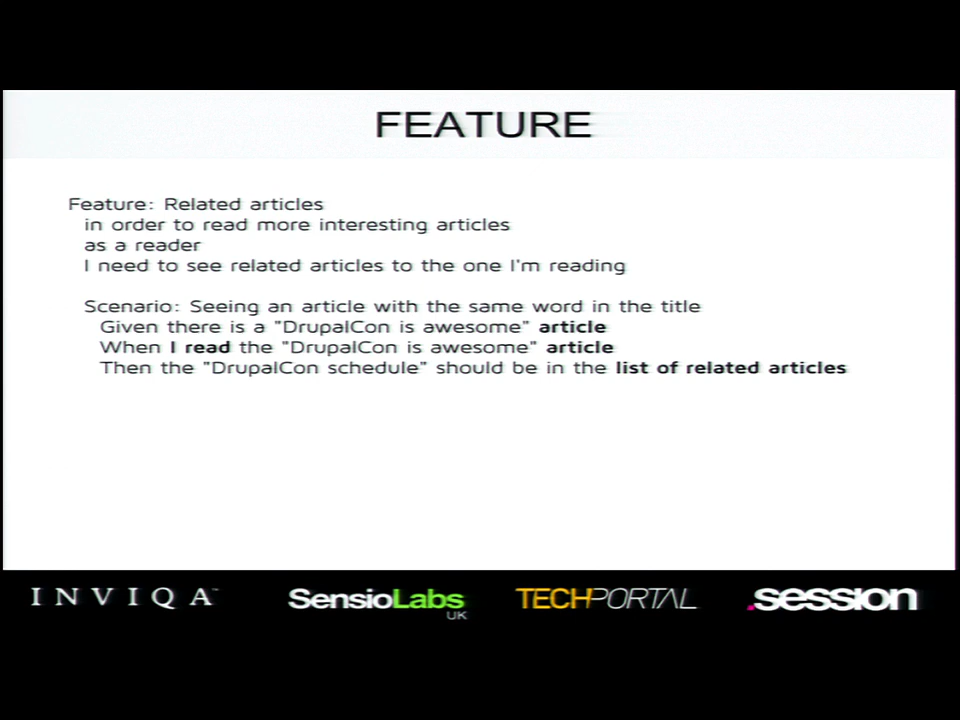 FEATURE
Feature: Related articles
in order to read more interesting articles
as a reader
I need to see related articles to the one I'm reading
Scenario: Seeing an article with the same word in the title
Given there is a "DrupalCon is awesome" article
When I read the "DrupalCon is awesome" article
Then the "DrupalCon schedule" should be in the list of related articles
INVIQA™ SensioLabs TECHPORTAL .session
UK